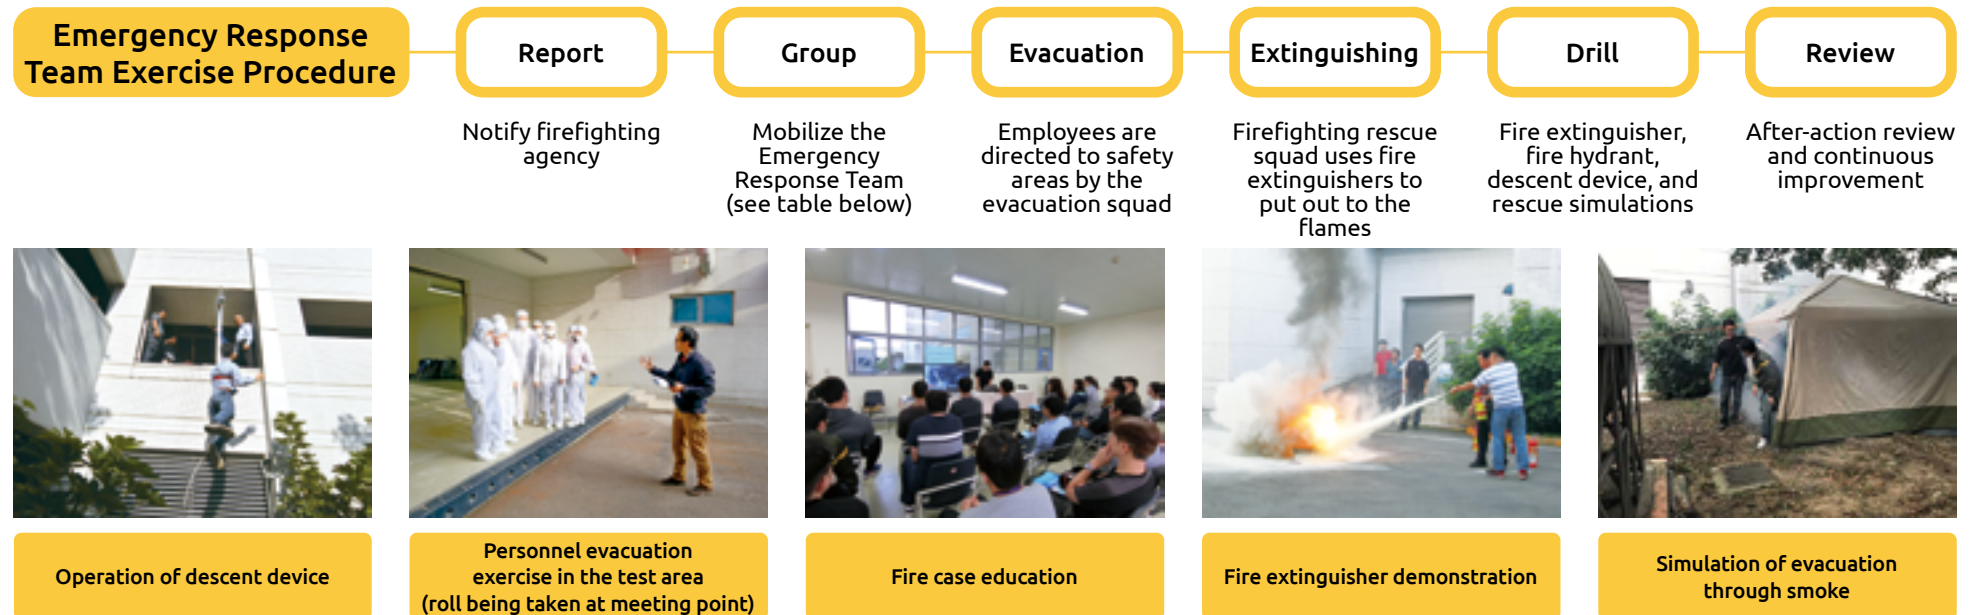 Emergency Response
Team Exercise Procedure
Report
Group
Evacuation
Extinguishing
Drill
Review
Notify firefighting
agency
Mobilize the
Emergency
Response Team
(see table below)
Employees are
directed to safety
areas by the
evacuation squad
Firefighting rescue
squad uses fire
extinguishers to
put out to the
flames
Fire extinguisher,
fire hydrant,
descent device, and
rescue simulations
After-action review
and continuous
improvement
Operation of descent device
Personnel evacuation
exercise in the test area
(roll being taken at meeting point)
Fire case education
Fire extinguisher demonstration
Simulation of evacuation
through smoke